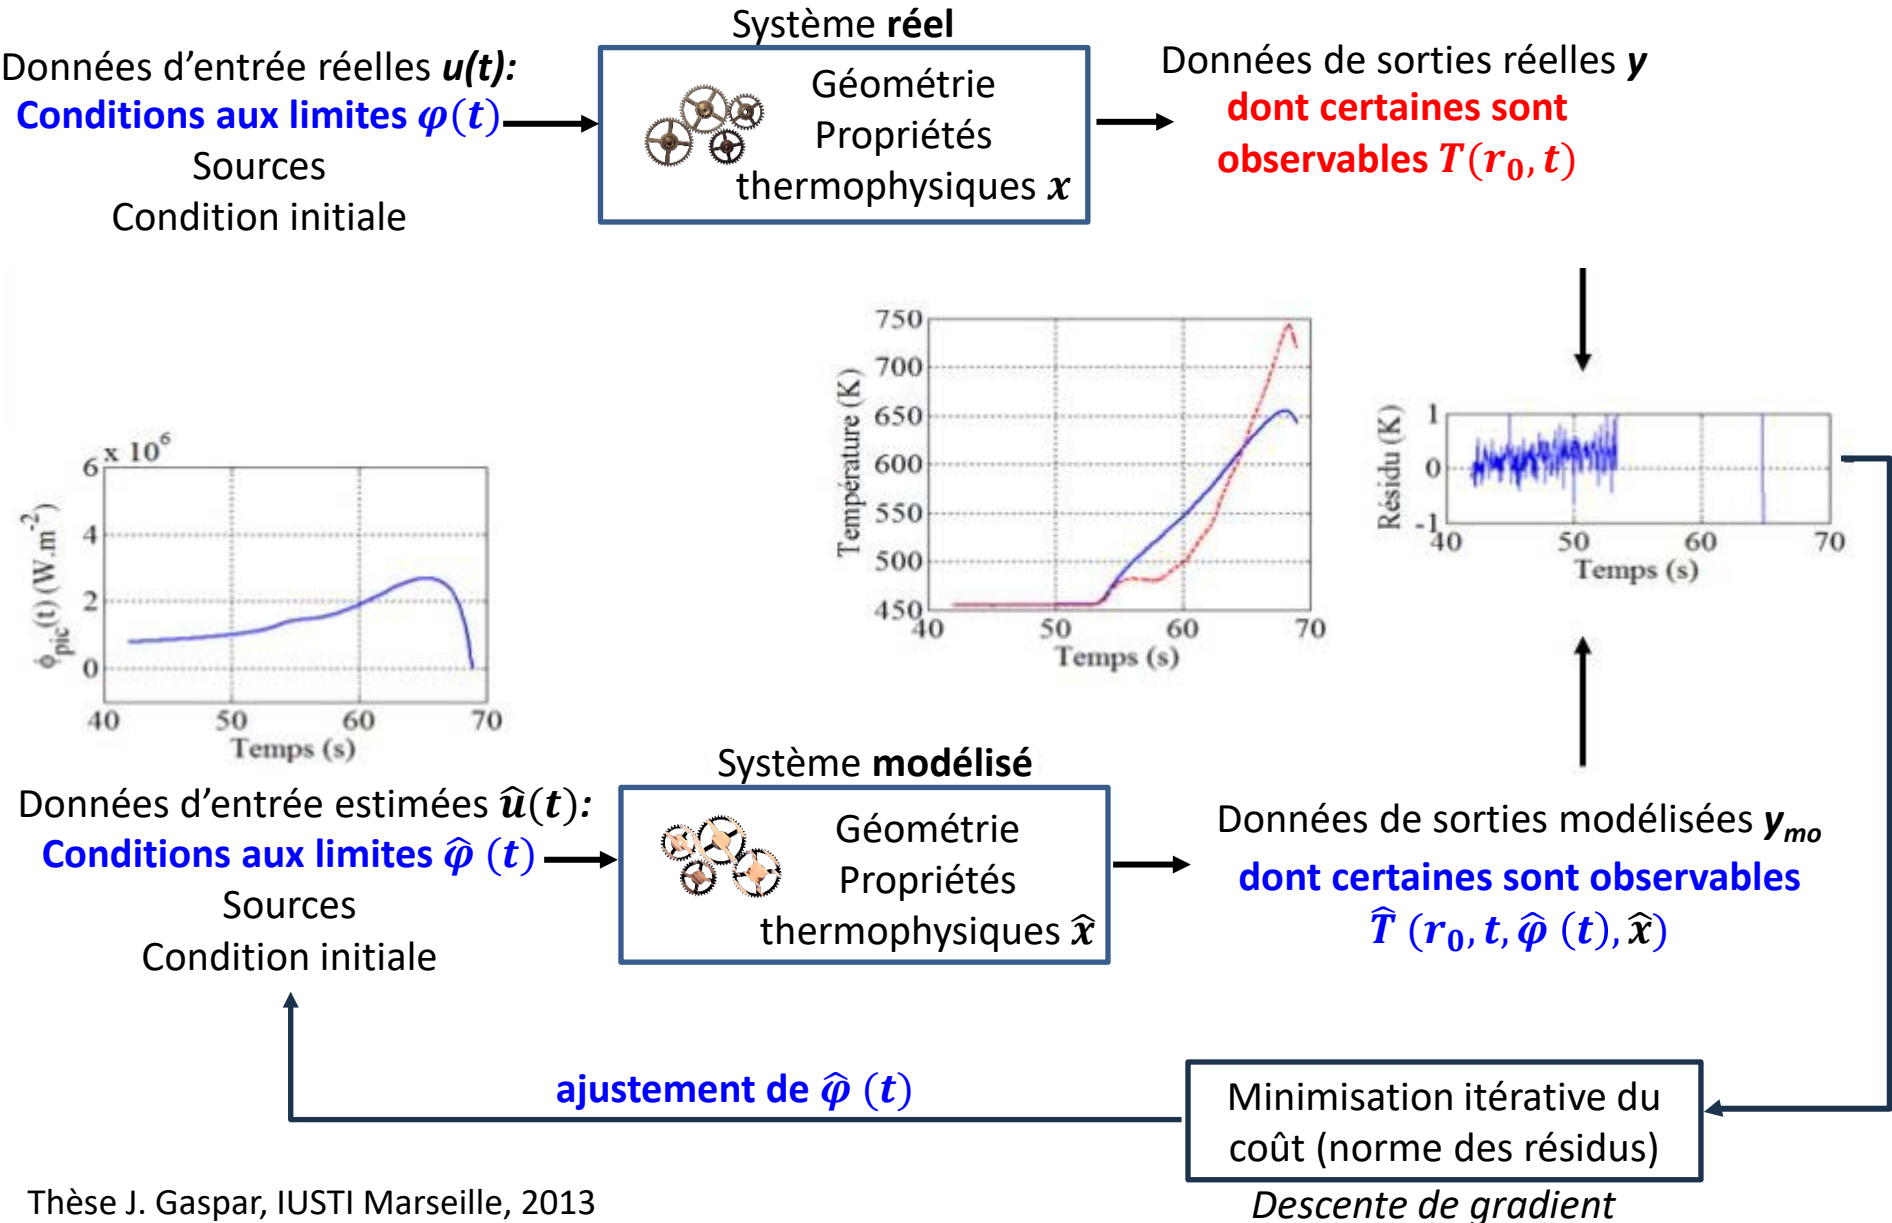 Système réel
Données d'entrée réelles u(t):
Conditions aux limites φ(t)
Sources
Condition initiale
Géométrie
Propriétés
thermophysiques x
Données de sorties réelles y
dont certaines sont
observables T(r₀, t)
x 10⁶
6
4
2
0
40 50 60 70
ϕpic(t) (W.m⁻²)
Temps (s)
750
700
650
600
550
500
450
40 50 60 70
Température (K)
Temps (s)
1
0
-1
40 50 60 70
Résidu (K)
Temps (s)
Système modélisé
Données d'entrée estimées û(t):
Conditions aux limites φ̂ (t)
Sources
Condition initiale
Géométrie
Propriétés
thermophysiques x̂
Données de sorties modélisées yₘₒ
dont certaines sont observables
T̂ (r₀, t, φ̂ (t), x̂)
ajustement de φ̂ (t)
Minimisation itérative du
coût (norme des résidus)
Descente de gradient
Thèse J. Gaspar, IUSTI Marseille, 2013